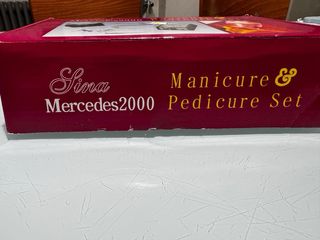 Sina
Mercedes2000
Manicure &
Pedicure Set